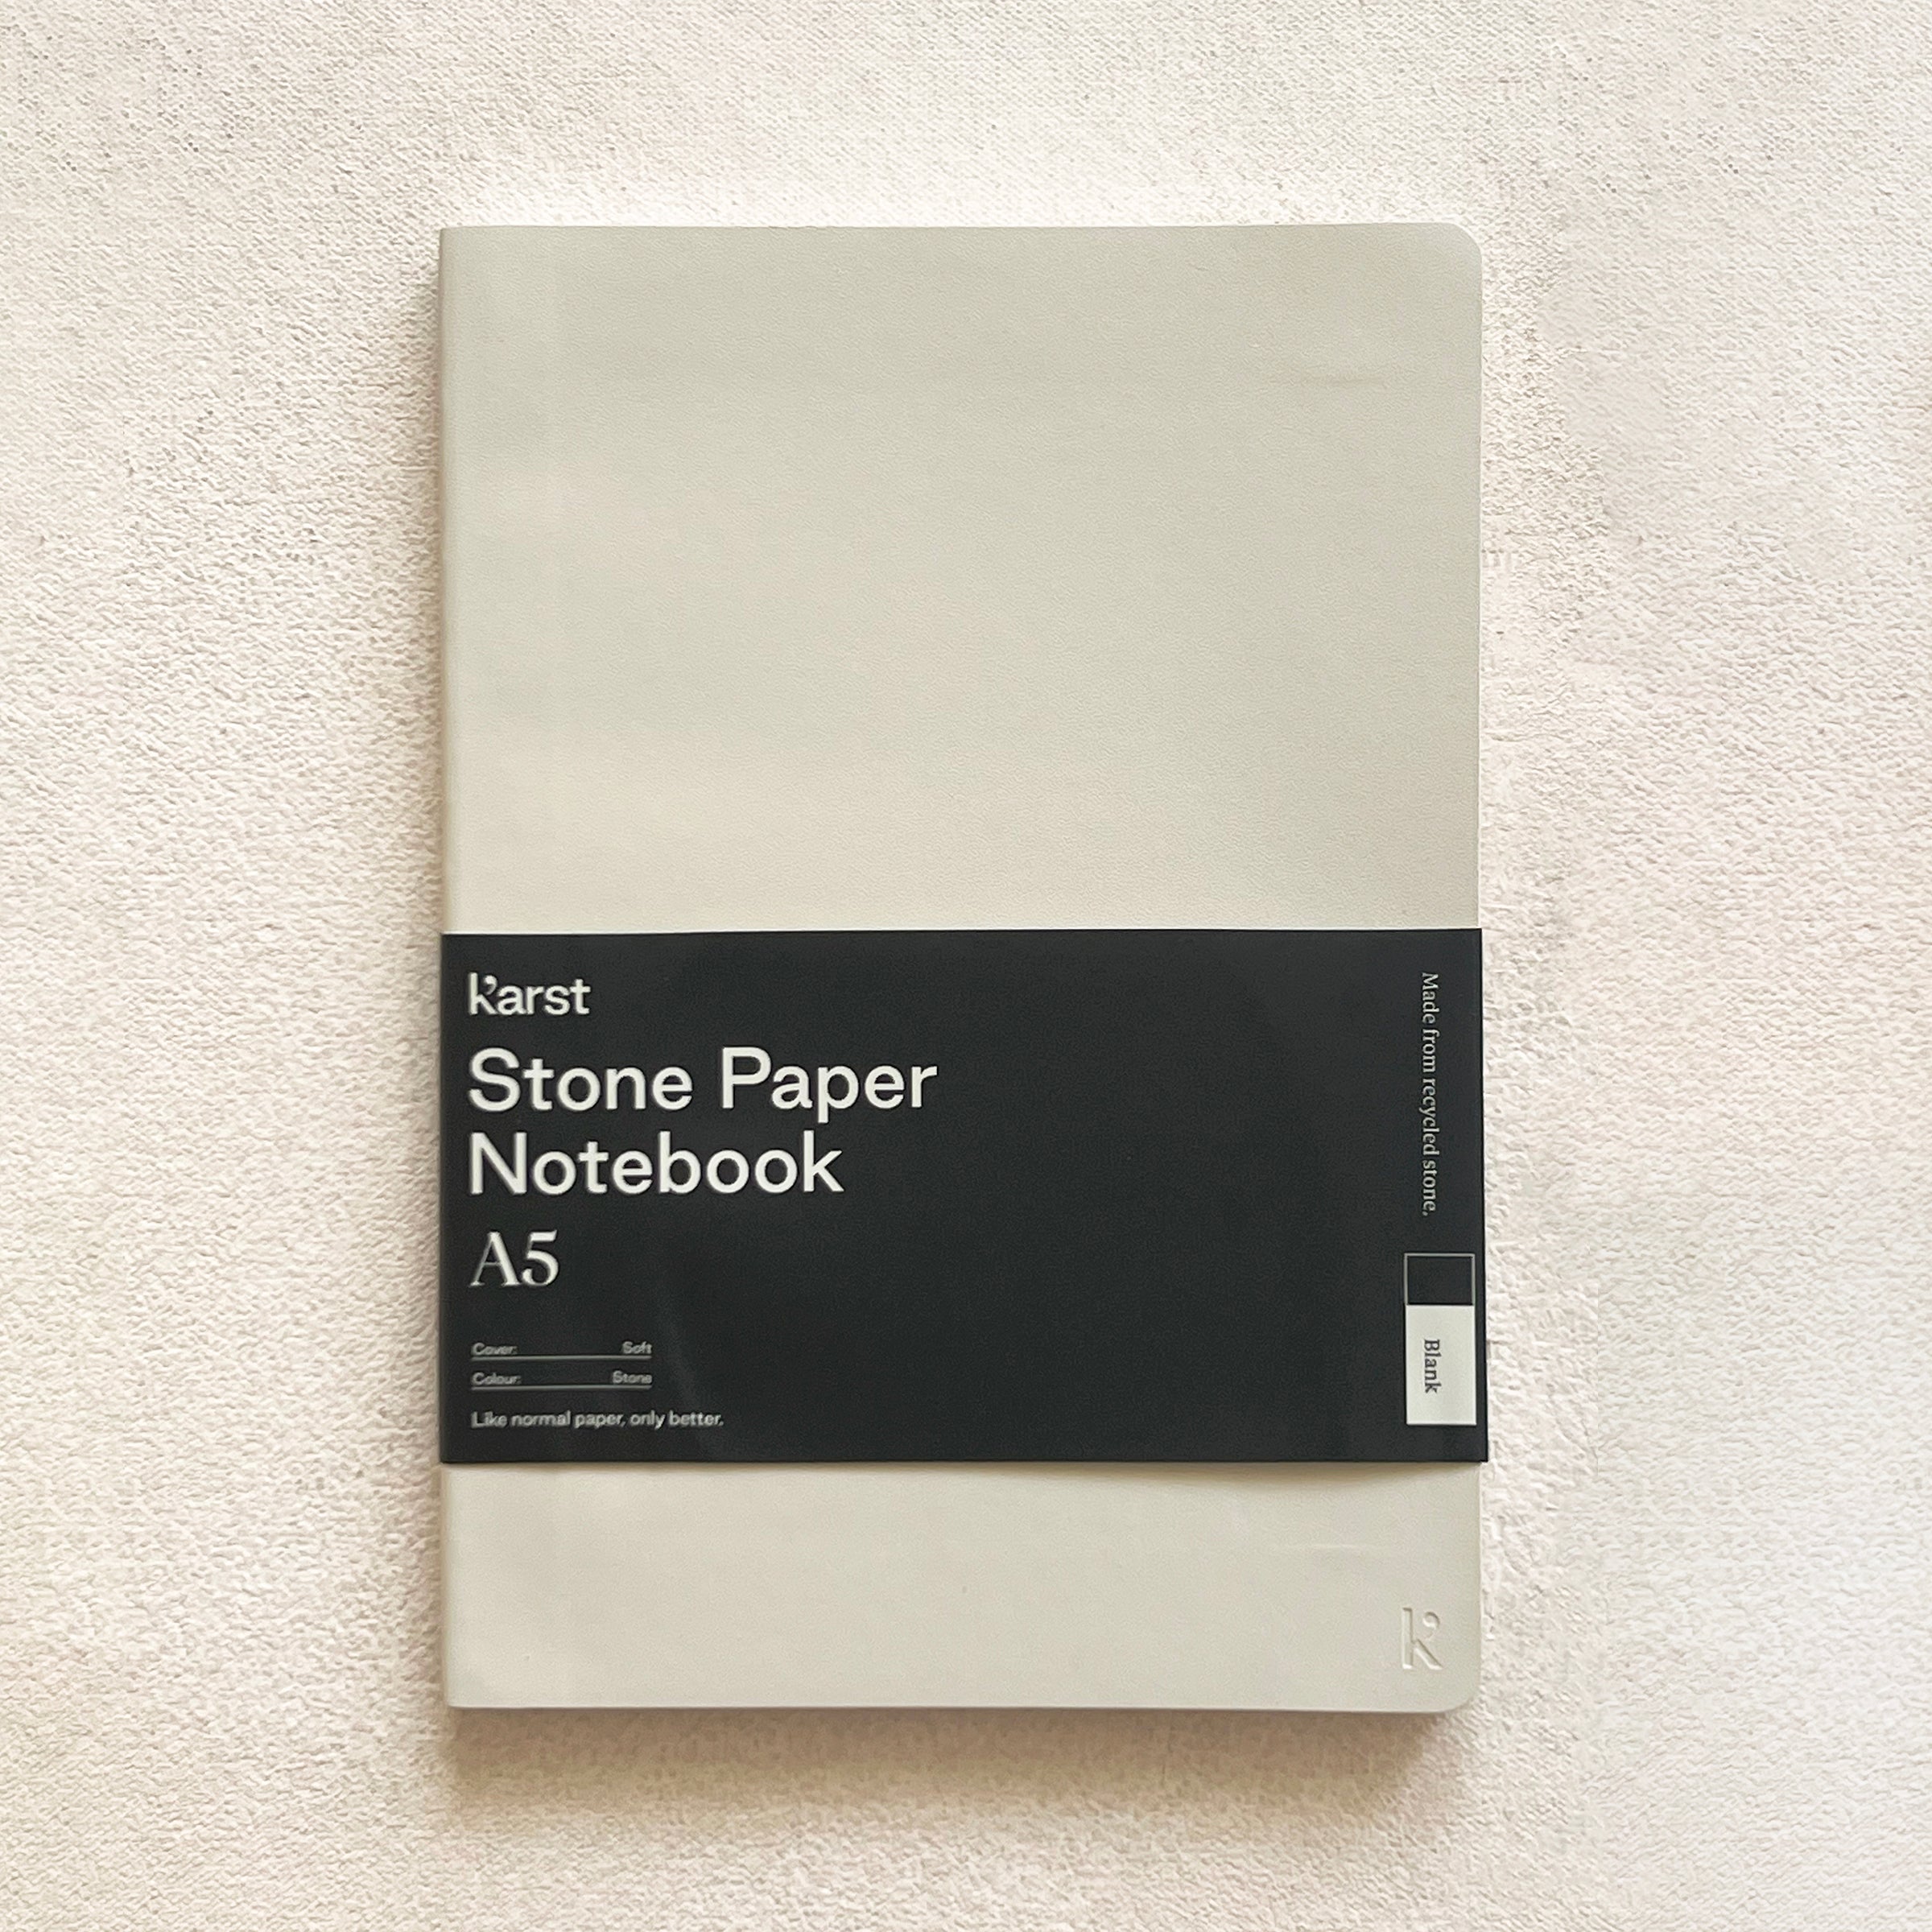 karst
Stone Paper
Notebook
A5
Cover: Soft
Colour: Stone
Like normal paper, only better.
Made from recycled stone.
Blank
k